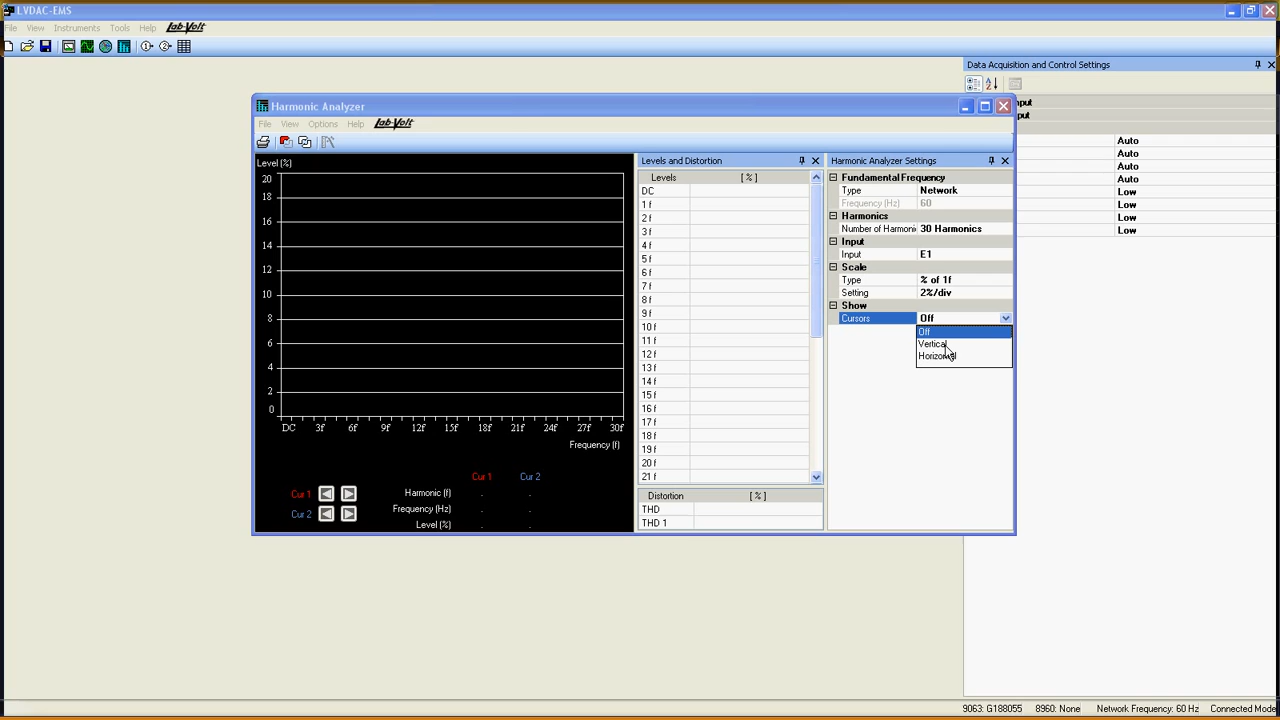 LVDAC-EMS
File View Instruments Tools Help Lab-Volt
Data Acquisition and Control Settings
Harmonic Analyzer
File View Options Help Lab-Volt
Level (%)
20
18
16
14
12
10
8
6
4
2
0
DC 3f 6f 9f 12f 15f 18f 21f 24f 27f 30f
Frequency (f)
Cur 1 Cur 2
Cur 1 Harmonic (f) . .
Frequency (Hz) . .
Cur 2
Level (%) . .
Levels and Distortion
Levels [ % ]
DC
1 f
2 f
3 f
4 f
5 f
6 f
7 f
8 f
9 f
10 f
11 f
12 f
13 f
14 f
15 f
16 f
17 f
18 f
19 f
20 f
21 f
Distortion [ % ]
THD
THD 1
Harmonic Analyzer Settings
Fundamental Frequency
Type Network
Frequency (Hz) 60
Harmonics
Number of Harmoni 30 Harmonics
Input
Input E1
Scale
Type % of 1f
Setting 2%/div
Show
Cursors Off
Off
Vertical
Horizontal
nput
put
Auto
Auto
Auto
Auto
Low
Low
Low
Low
9063: G188055 8960: None Network Frequency: 60 Hz Connected Mode